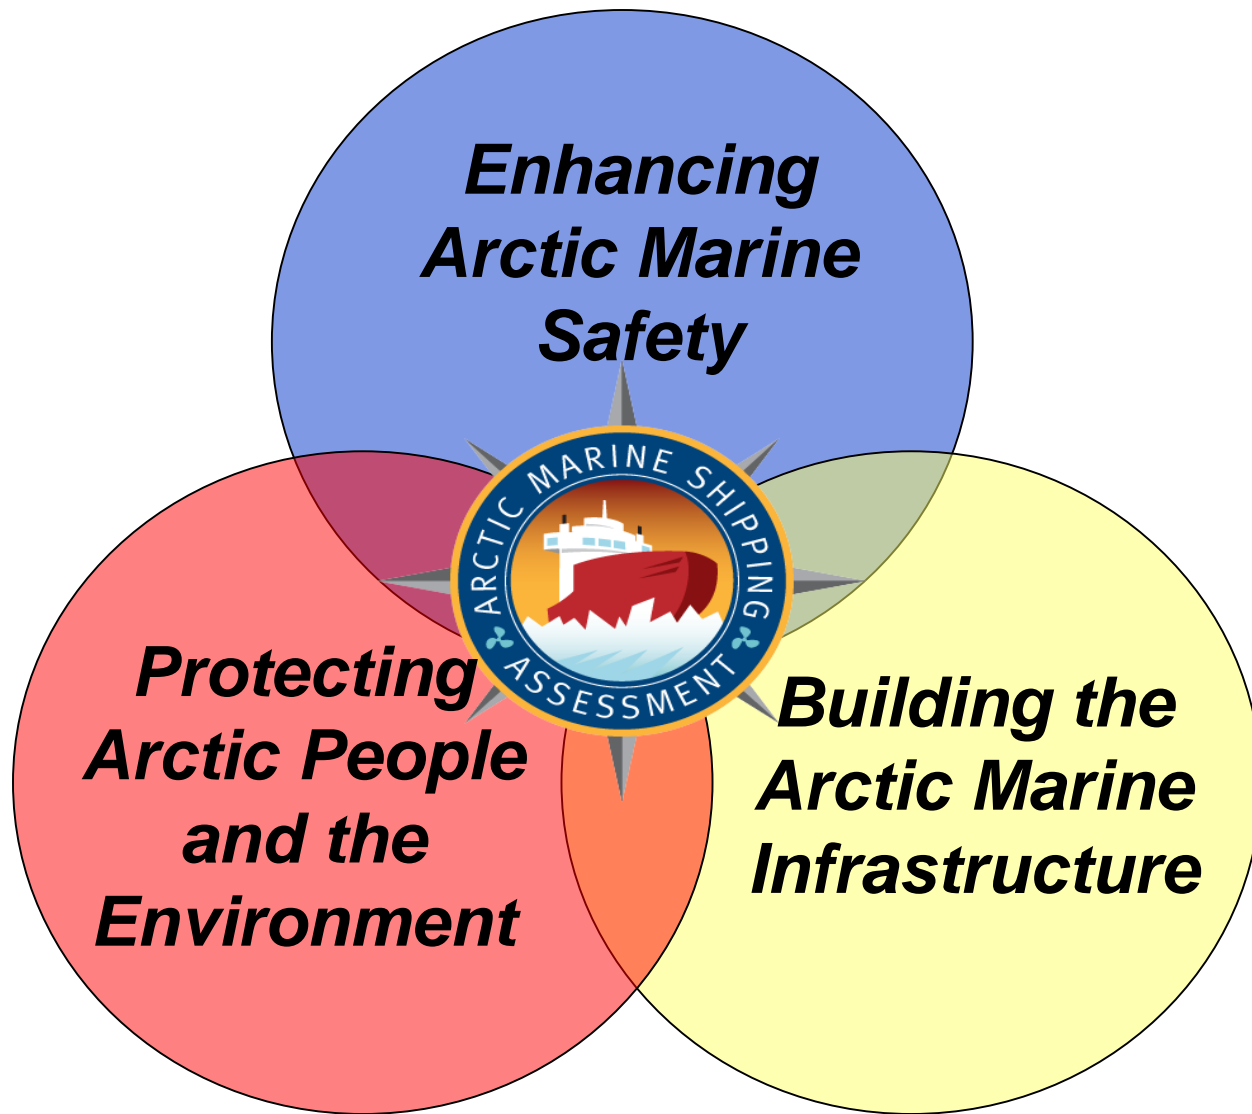 Enhancing
Arctic Marine
Safety
ARCTIC MARINE SHIPPING
ASSESSMENT
Protecting
Arctic People
and the
Environment
Building the
Arctic Marine
Infrastructure